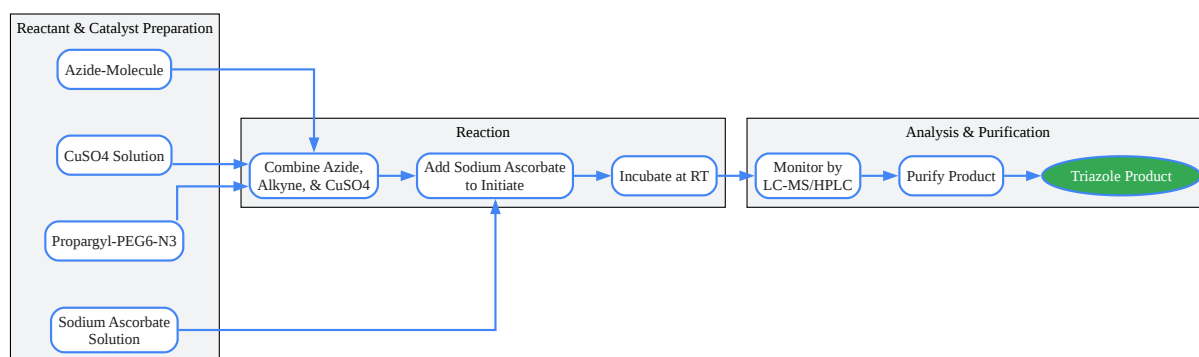 Reactant & Catalyst Preparation
Azide-Molecule
CuSO4 Solution
Propargyl-PEG6-N3
Sodium Ascorbate
Solution
Reaction
Combine Azide,
Alkyne, & CuSO4
Add Sodium Ascorbate
to Initiate
Incubate at RT
Analysis & Purification
Monitor by
LC-MS/HPLC
Purify Product
Triazole Product